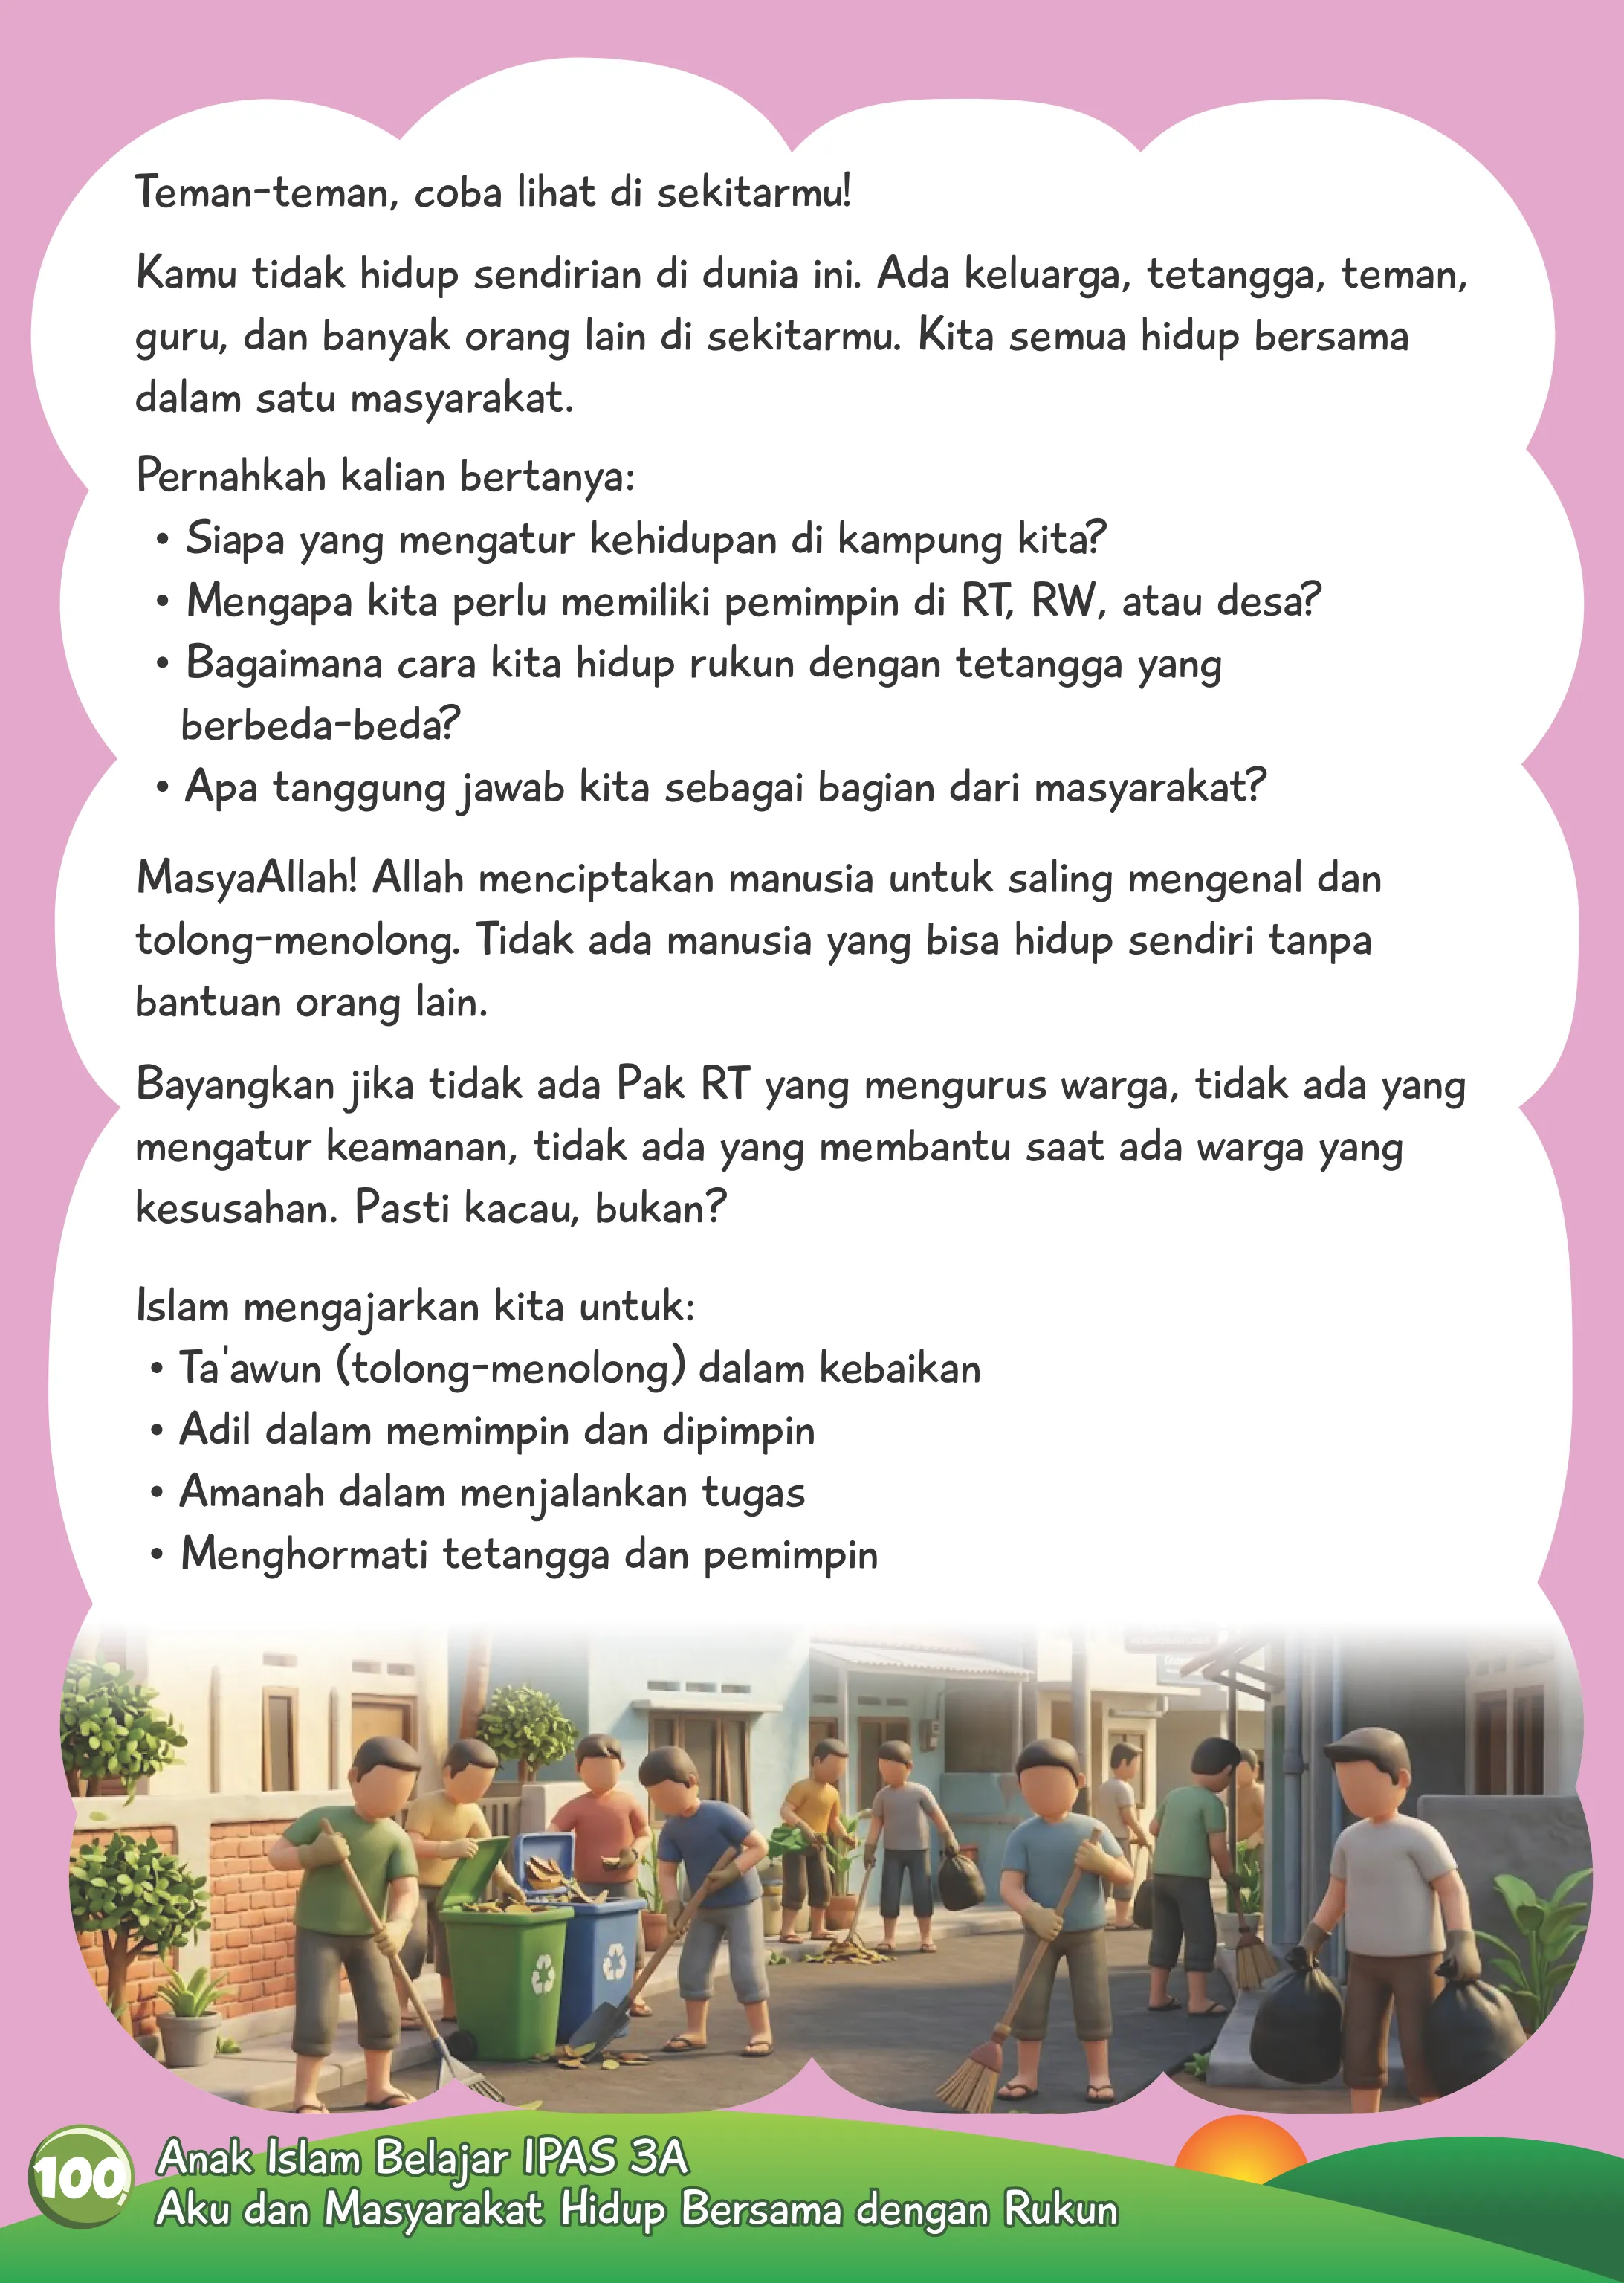 Teman-teman, coba lihat di sekitarmu!
Kamu tidak hidup sendirian di dunia ini. Ada keluarga, tetangga, teman,
guru, dan banyak orang lain di sekitarmu. Kita semua hidup bersama
dalam satu masyarakat.
Pernahkah kalian bertanya:
• Siapa yang mengatur kehidupan di kampung kita?
• Mengapa kita perlu memiliki pemimpin di RT, RW, atau desa?
• Bagaimana cara kita hidup rukun dengan tetangga yang
berbeda-beda?
• Apa tanggung jawab kita sebagai bagian dari masyarakat?
MasyaAllah! Allah menciptakan manusia untuk saling mengenal dan
tolong-menolong. Tidak ada manusia yang bisa hidup sendiri tanpa
bantuan orang lain.
Bayangkan jika tidak ada Pak RT yang mengurus warga, tidak ada yang
mengatur keamanan, tidak ada yang membantu saat ada warga yang
kesusahan. Pasti kacau, bukan?
Islam mengajarkan kita untuk:
• Ta'awun (tolong-menolong) dalam kebaikan
• Adil dalam memimpin dan dipimpin
• Amanah dalam menjalankan tugas
• Menghormati tetangga dan pemimpin
100
Anak Islam Belajar IPAS 3A
Aku dan Masyarakat Hidup Bersama dengan Rukun